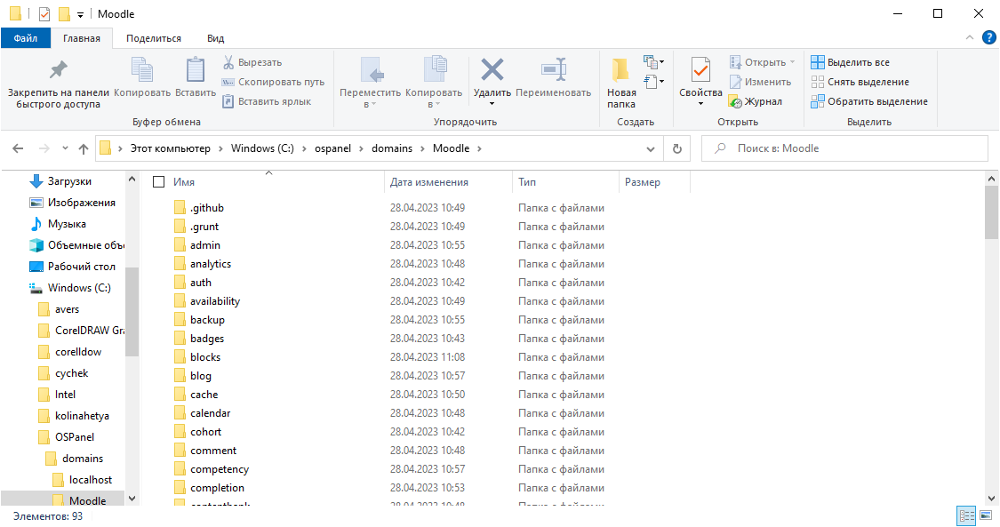 Moodle
Файл Главная Поделиться Вид
Закрепить на панели быстрого доступа
Копировать
Вставить
Вырезать
Скопировать путь
Вставить ярлык
Буфер обмена
Переместить в
Копировать в
Удалить
Переименовать
Упорядочить
Новая папка
Создать
Свойства
Открыть
Изменить
Журнал
Открыть
Выделить все
Снять выделение
Обратить выделение
Выделить
Этот компьютер > Windows (C:) > ospanel > domains > Moodle >
Поиск в: Moodle
Загрузки
Изображения
Музыка
Объемные объ
Рабочий стол
Windows (C:)
avers
CorelDRAW Gra
corelldow
cychek
Intel
kolinahetya
OSPanel
domains
localhost
Moodle
Имя Дата изменения Тип Размер
.github 28.04.2023 10:49 Папка с файлами
.grunt 28.04.2023 10:49 Папка с файлами
admin 28.04.2023 10:55 Папка с файлами
analytics 28.04.2023 10:48 Папка с файлами
auth 28.04.2023 10:42 Папка с файлами
availability 28.04.2023 10:49 Папка с файлами
backup 28.04.2023 10:55 Папка с файлами
badges 28.04.2023 10:43 Папка с файлами
blocks 28.04.2023 11:08 Папка с файлами
blog 28.04.2023 10:57 Папка с файлами
cache 28.04.2023 10:50 Папка с файлами
calendar 28.04.2023 10:48 Папка с файлами
cohort 28.04.2023 10:42 Папка с файлами
comment 28.04.2023 10:48 Папка с файлами
competency 28.04.2023 10:57 Папка с файлами
completion 28.04.2023 10:53 Папка с файлами
Элементов: 93